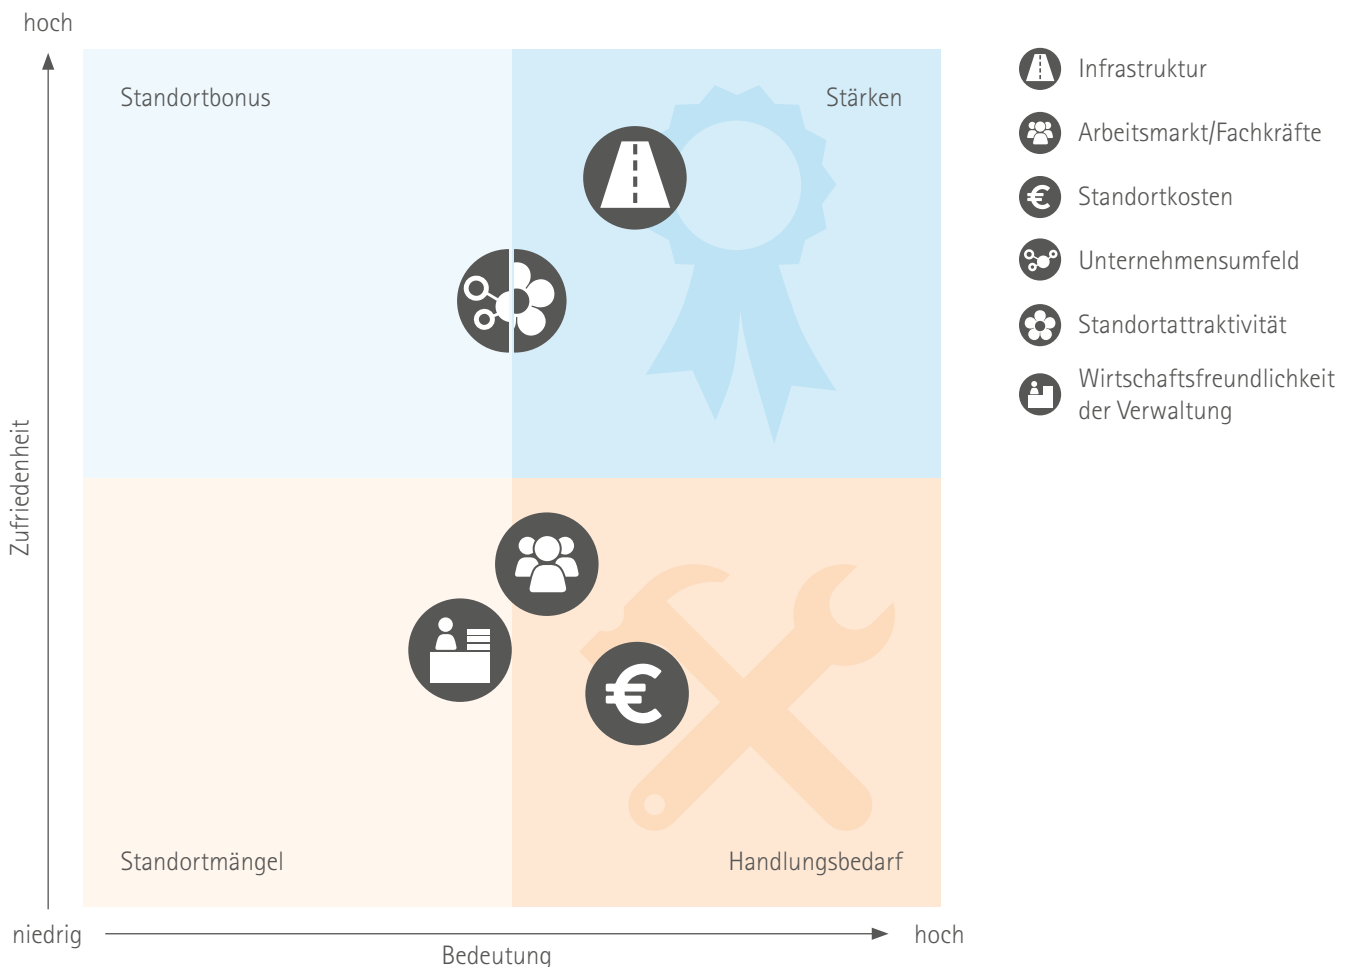 hoch
Standortbonus
Stärken
Zufriedenheit
Standortmängel
Handlungsbedarf
niedrig
hoch
Bedeutung
Infrastruktur
Arbeitsmarkt/Fachkräfte
€
Standortkosten
Unternehmensumfeld
Standortattraktivität
Wirtschaftsfreundlichkeit
der Verwaltung
€